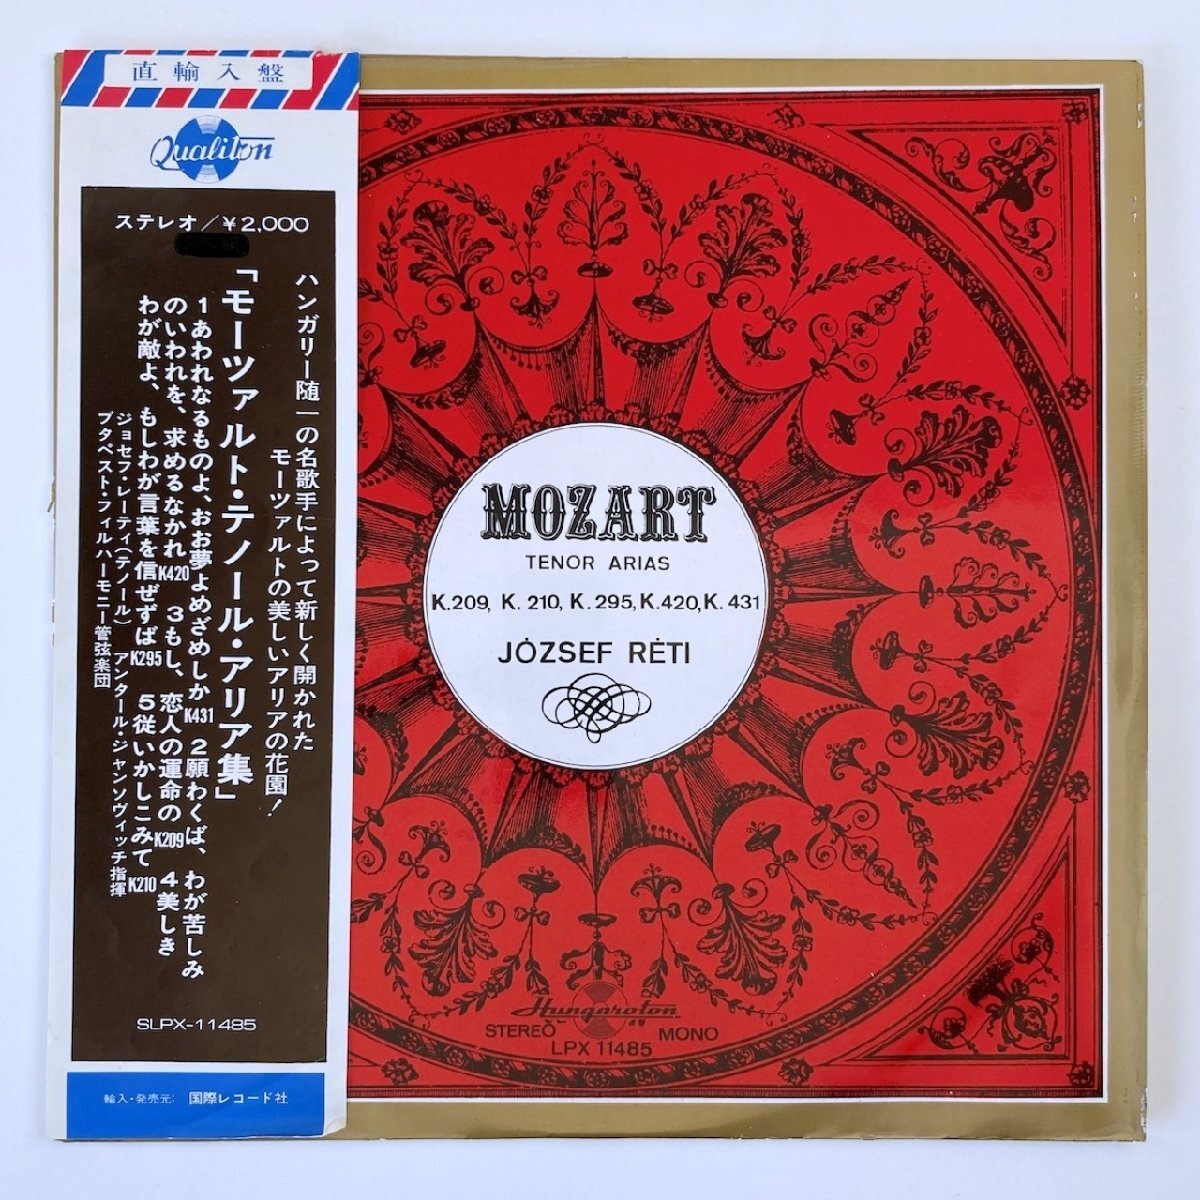 直輸入盤
Qualiton
ステレオ/¥2,000
ハンガリー随一の名歌手によって新しく開かれた
モーツァルトの美しいアリアの花園!
「モーツァルト・テノール・アリア集」
1あわれなるものよ、おお夢よめざめしかK431 2願わくば、わが苦しみ
のいわれを、求めるなかれK420 3もし、恋人の運命のK209 4美しき
わが敵よ、もしわが言葉を信ぜずばK295 5従いかしこみてK210
ジョセフ・レーティ(テノール) アンタール・ジャンソヴィッチ指揮
ブタペスト・フィルハーモニー管弦楽団
SLPX-11485
輸入・発売元: 国際レコード社
MOZART
TENOR ARIAS
K.209, K. 210, K. 295, K.420, K. 431
JÓZSEF RÉTI
Hungaroton
STEREO MONO
LPX 11485